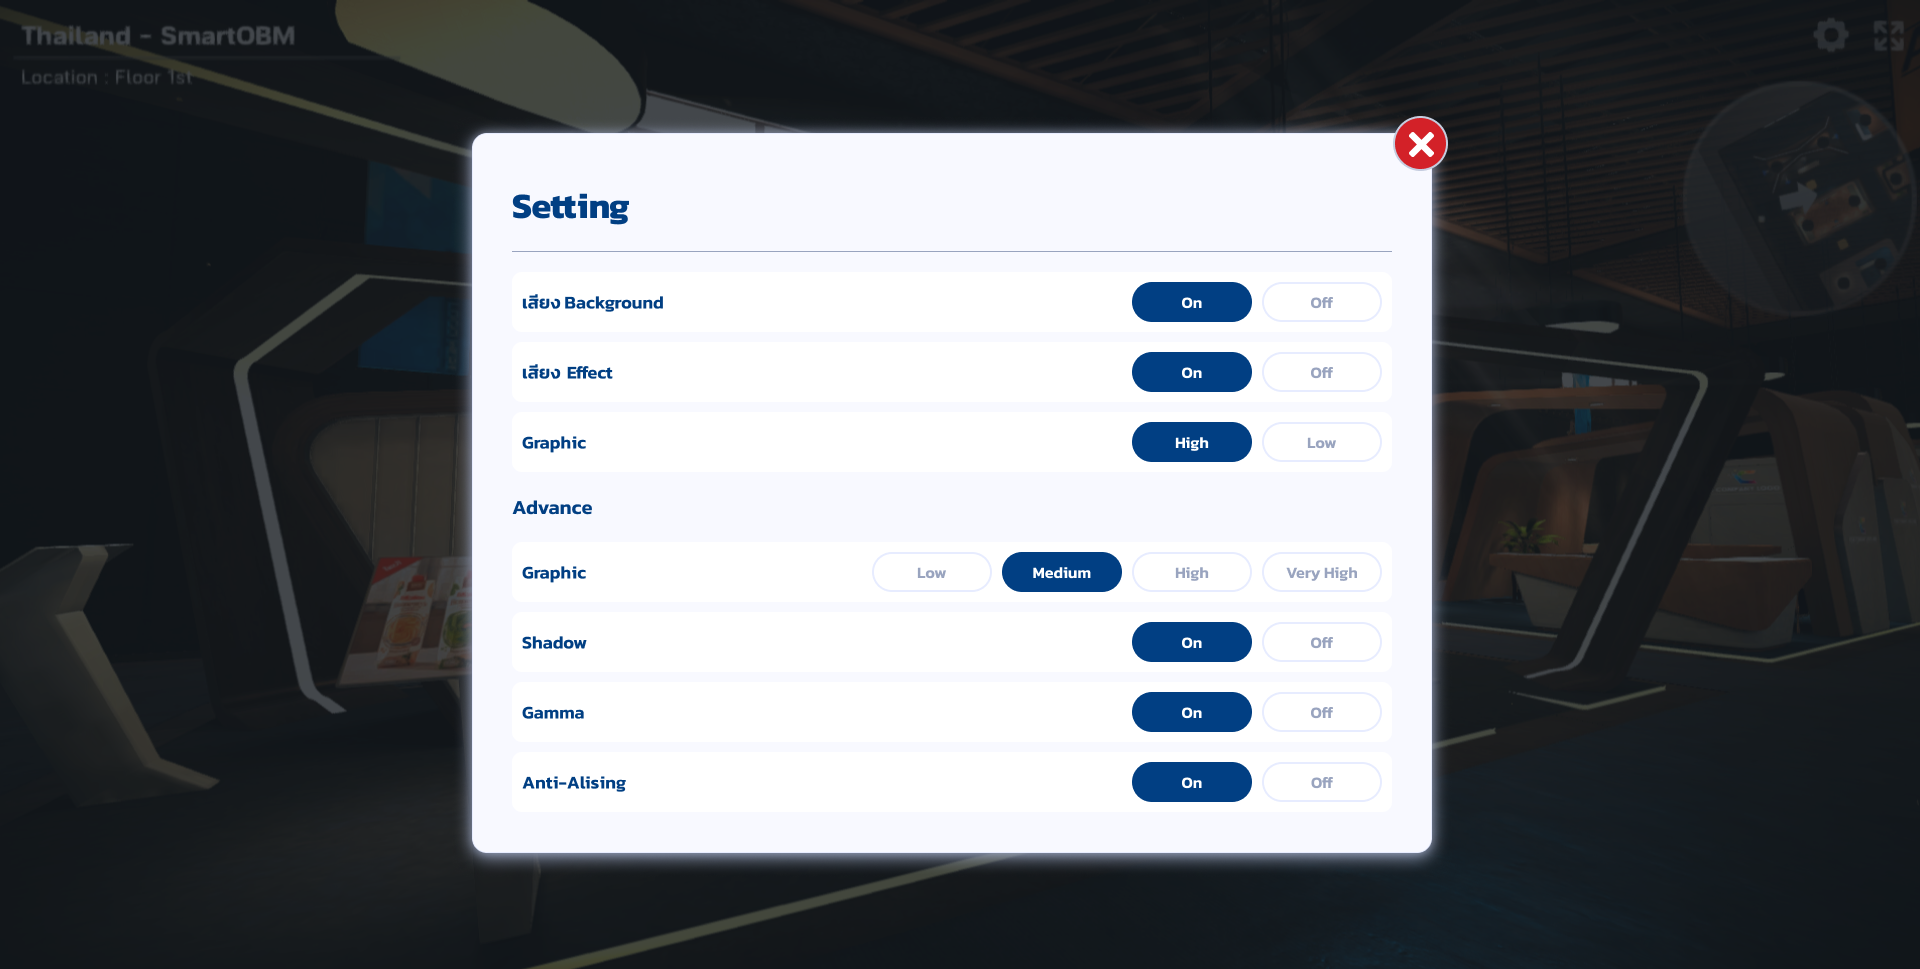 Thailand - SmartOBM
Location : Floor 1st
Setting
เสียง Background On Off
เสียง Effect On Off
Graphic High Low
Advance
Graphic Low Medium High Very High
Shadow On Off
Gamma On Off
Anti-Alising On Off